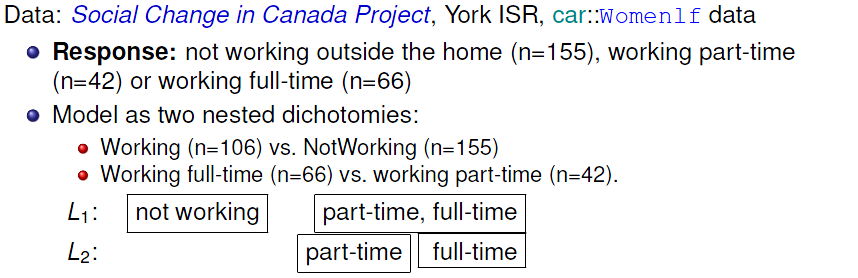 Data: Social Change in Canada Project, York ISR, car::Womenlf data
Response: not working outside the home (n=155), working part-time
(n=42) or working full-time (n=66)
Model as two nested dichotomies:
Working (n=106) vs. NotWorking (n=155)
Working full-time (n=66) vs. working part-time (n=42).
L1: not working part-time, full-time
L2: part-time full-time